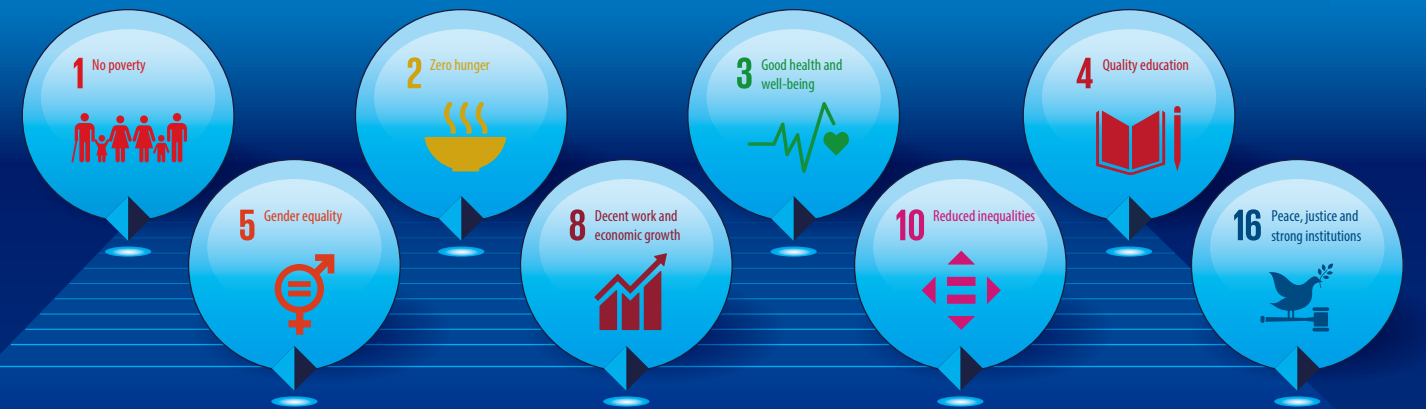 1 No poverty
2 Zero hunger
3 Good health and
well-being
4 Quality education
5 Gender equality
8 Decent work and
economic growth
10 Reduced inequalities
16 Peace, justice and
strong institutions